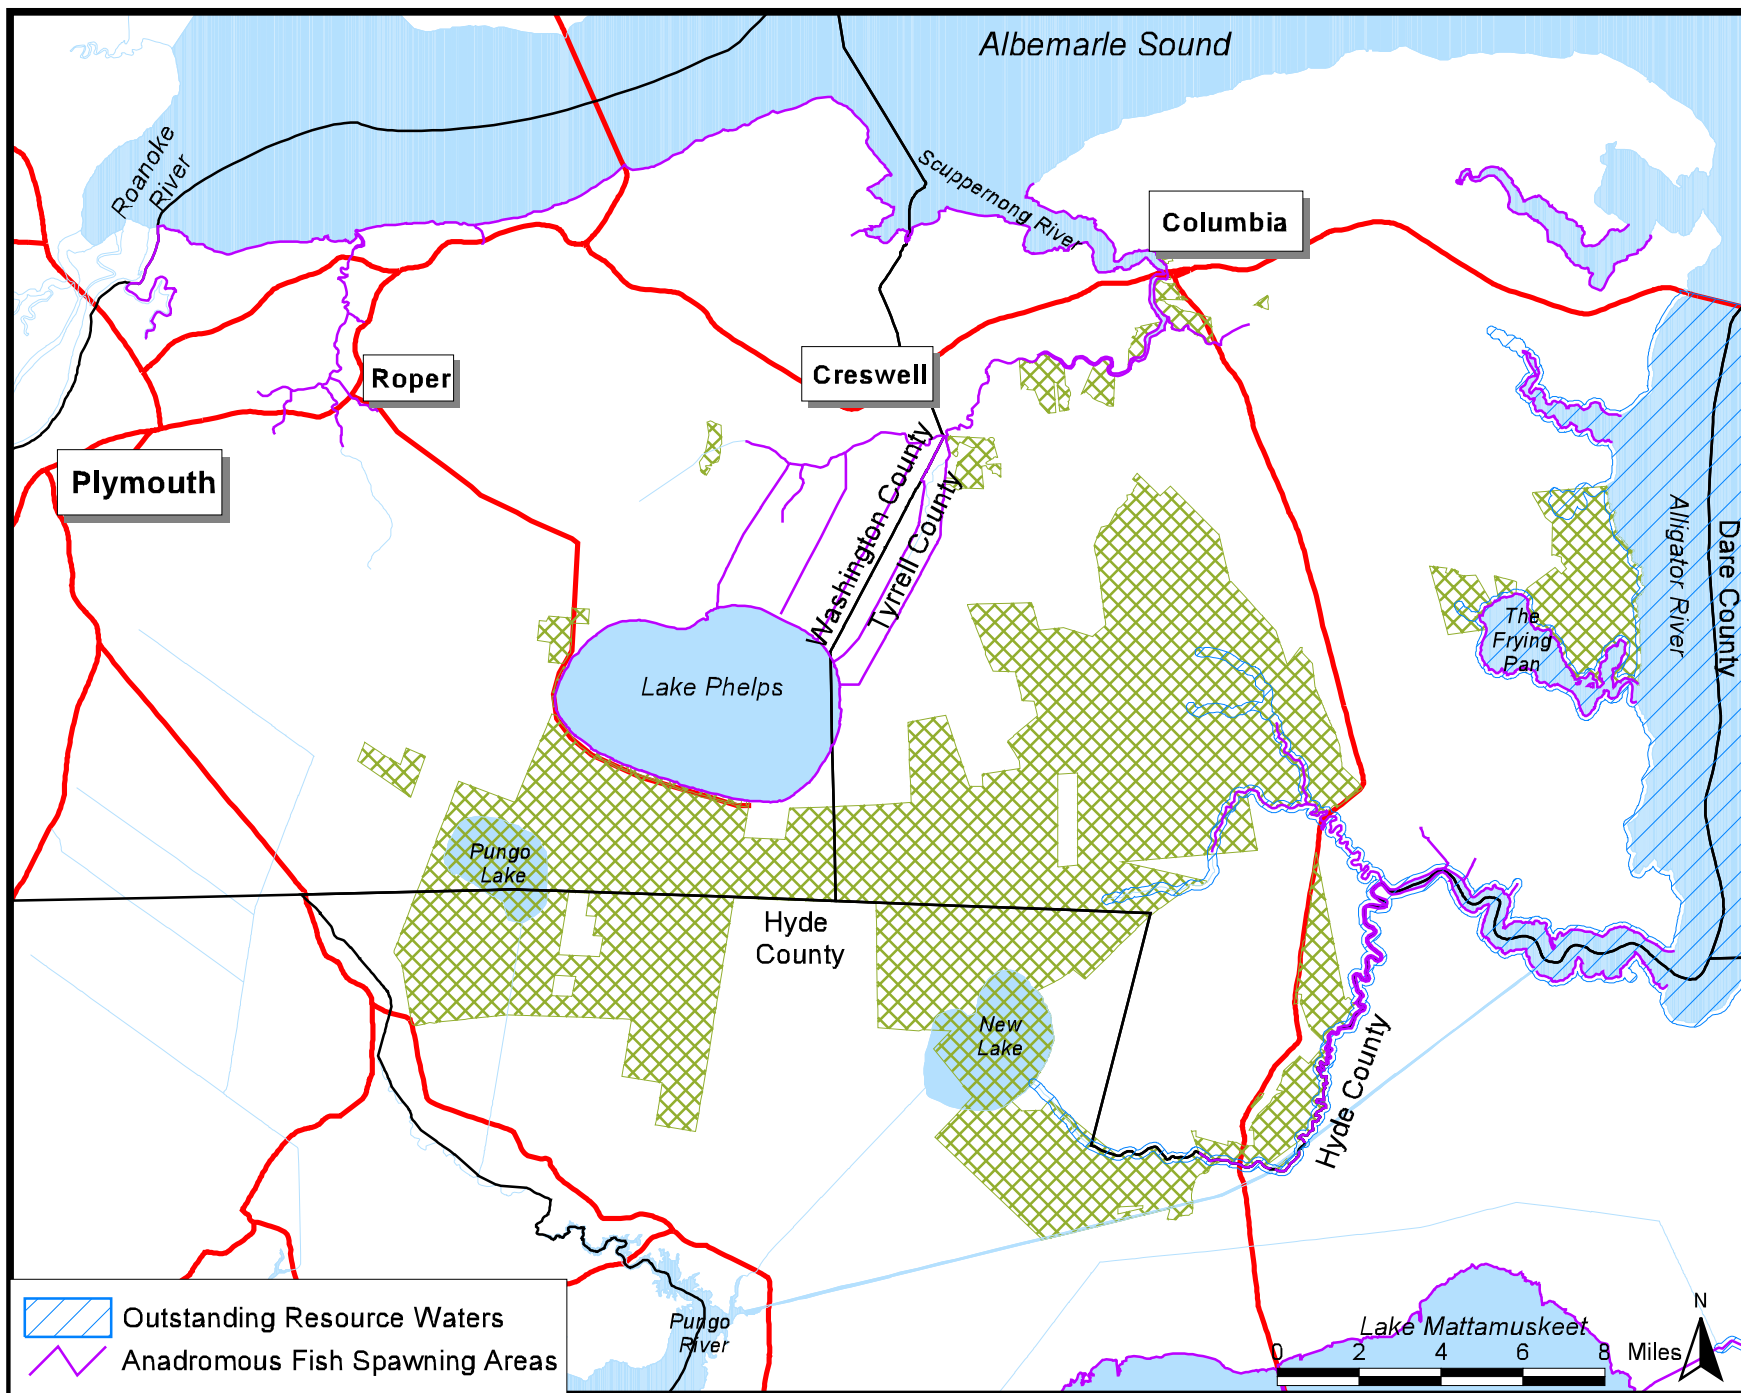 Albemarle Sound
Roanoke
River
Scuppernong River
Columbia
Roper
Creswell
Plymouth
Washington County
Tyrrell County
Alligator River
Dare County
The
Frying
Pan
Lake Phelps
Pungo
Lake
Hyde
County
New
Lake
Hyde County
Pungo
River
Lake Mattamuskeet
N
0 2 4 6 8 Miles
Outstanding Resource Waters
Anadromous Fish Spawning Areas